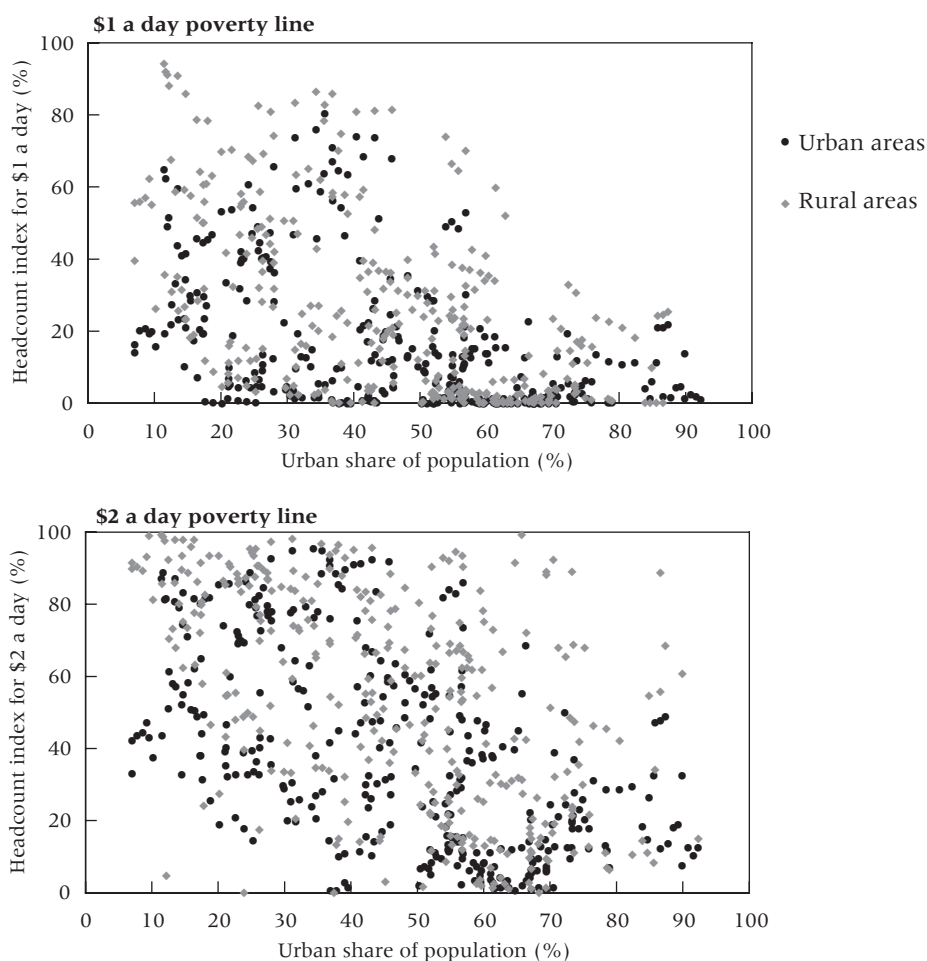 $1 a day poverty line
Headcount index for $1 a day (%)
100
80
60
40
20
0
0 10 20 30 40 50 60 70 80 90 100
Urban share of population (%)
Urban areas
Rural areas
$2 a day poverty line
Headcount index for $2 a day (%)
100
80
60
40
20
0
0 10 20 30 40 50 60 70 80 90 100
Urban share of population (%)